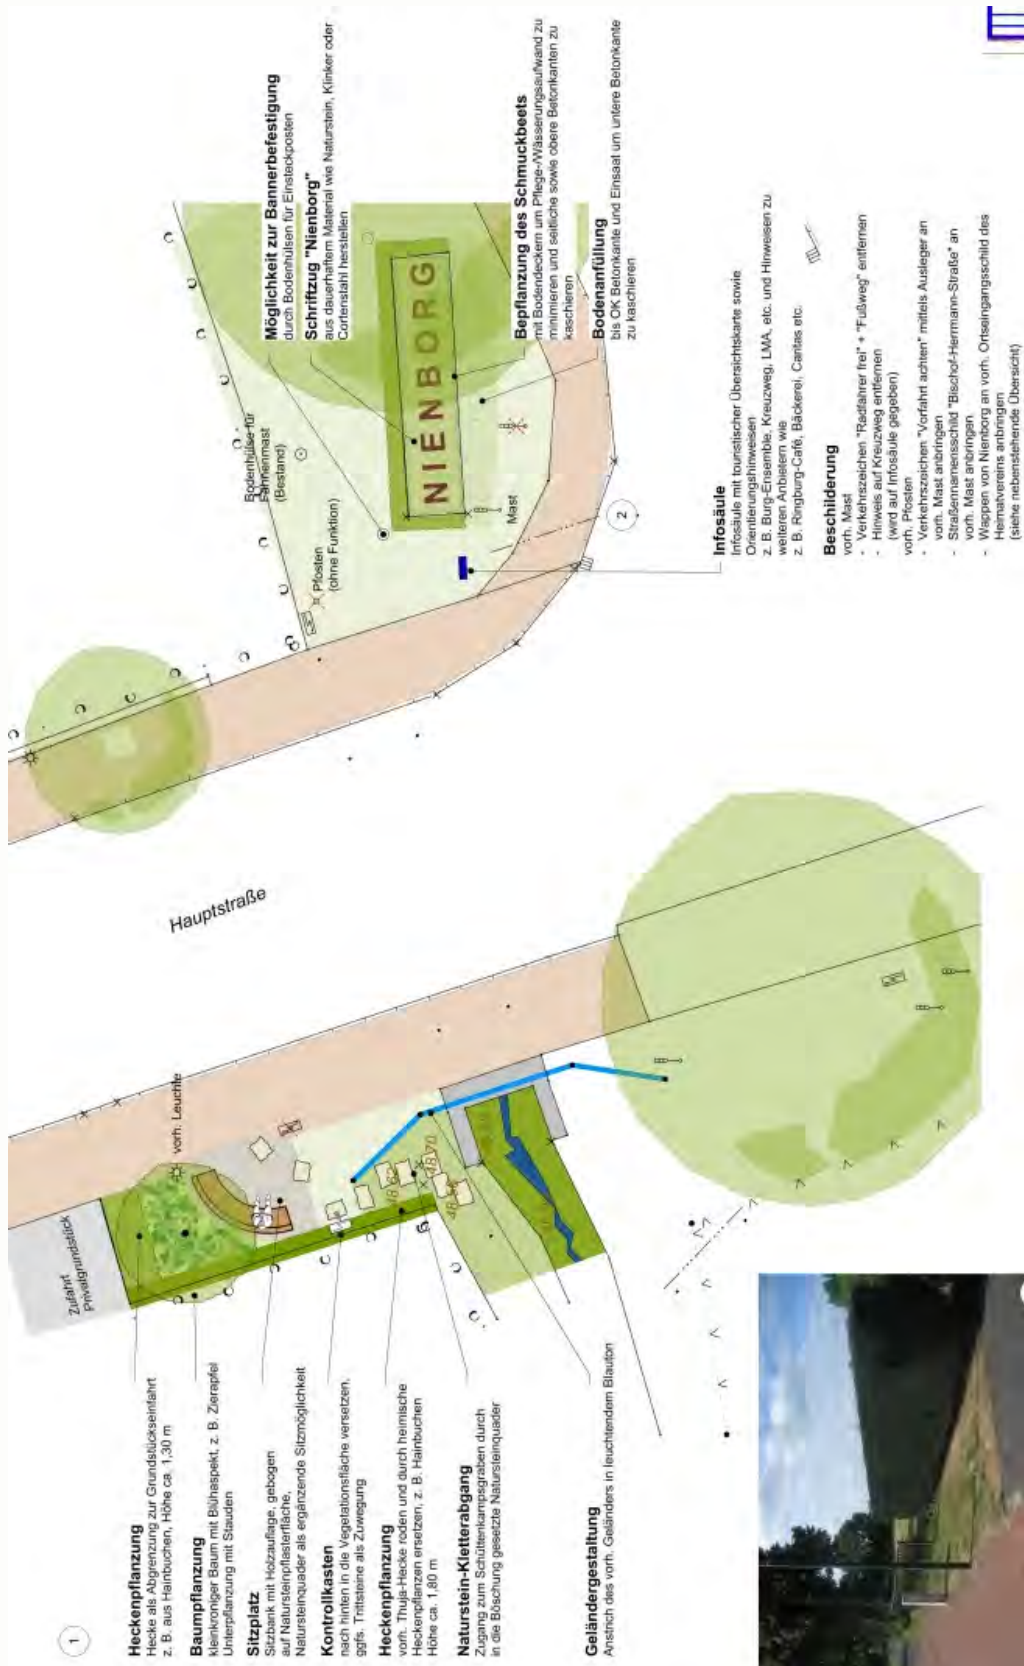 1
Heckenpflanzung
Hecke als Abgrenzung zur Grundstückseinfahrt
z. B. aus Hainbuchen, Höhe ca. 1,30 m
Baumpflanzung
kleinkroniger Baum mit Blühaspekt, z. B. Zierapfel
Unterpflanzung mit Stauden
Sitzplatz
Sitzbank mit Holzauflage, gebogen
auf Natursteinpflasterfläche,
Natursteinquader als ergänzende Sitzmöglichkeit
Kontrollkasten
nach hinten in die Vegetationsfläche versetzen,
ggfs. Trittsteine als Zuwegung
Heckenpflanzung
vorh. Thuja-Hecke roden und durch heimische
Heckenpflanzen ersetzen, z. B. Hainbuchen
Höhe ca. 1,80 m
Naturstein-Kletterabgang
Zugang zum Schüttenkampsgraben durch
in die Böschung gesetzte Natursteinquader
Geländergestaltung
Anstrich des vorh. Geländers in leuchtendem Blauton
Zufahrt
Privatgrundstück
vorh. Leuchte
48.70
Hauptstraße
Möglichkeit zur Bannerbefestigung
durch Bodenhülsen für Einsteckposten
Schriftzug "Nienborg"
aus dauerhaftem Material wie Naturstein, Klinker oder
Cortenstahl herstellen
Bodenhülse für
Fahnenmast
(Bestand)
Pfosten
(ohne Funktion)
NIENBORG
Mast
2
Bepflanzung des Schmuckbeets
mit Bodendeckern um Pflege-/Wässerungsaufwand zu
minimieren und seitliche sowie obere Betonkanten zu
kaschieren
Bodenanfüllung
bis OK Betonkante und Einsaat um untere Betonkante
zu kaschieren
Infosäule
Infosäule mit touristischer Übersichtskarte sowie
Orientierungshinweisen
z. B. Burg-Ensemble, Kreuzweg, LMA, etc. und Hinweisen zu
weiteren Anbietern wie
z. B. Ringburg-Café, Bäckerei, Cantas etc.
Beschilderung
vorh. Mast
- Verkehrszeichen "Radfahrer frei" + "Fußweg" entfernen
- Hinweis auf Kreuzweg entfernen
(wird auf Infosäule gegeben)
vorh. Pfosten
- Verkehrszeichen "Vorfahrt achten" mittels Ausleger an
vorh. Mast anbringen
- Straßennamensschild "Bischof-Herrmann-Straße" an
vorh. Mast anbringen
- Wappen von Nienborg an vorh. Ortseingangsschild des
Heimatvereins anbringen
(siehe nebenstehende Übersicht)